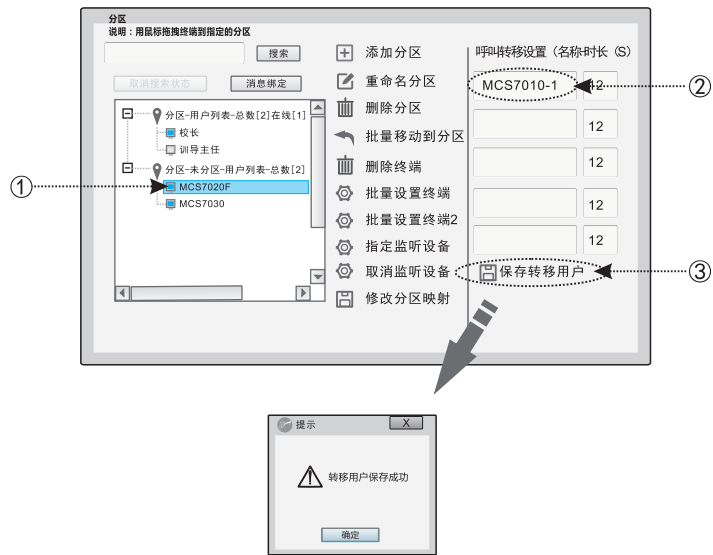 分区
说明：用鼠标拖拽终端到指定的分区
搜索
取消搜索状态
消息绑定
分区-用户列表-总数[2]在线[1]
校长
训导主任
分区-未分区-用户列表-总数[2]
MCS7020F
MCS7030
添加分区
重命名分区
删除分区
批量移动到分区
删除终端
批量设置终端
批量设置终端2
指定监听设备
取消监听设备
修改分区映射
呼叫转移设置（名称-时长（S）
MCS7010-1
12
12
12
12
12
保存转移用户
①
②
③
提示
X
转移用户保存成功
确定